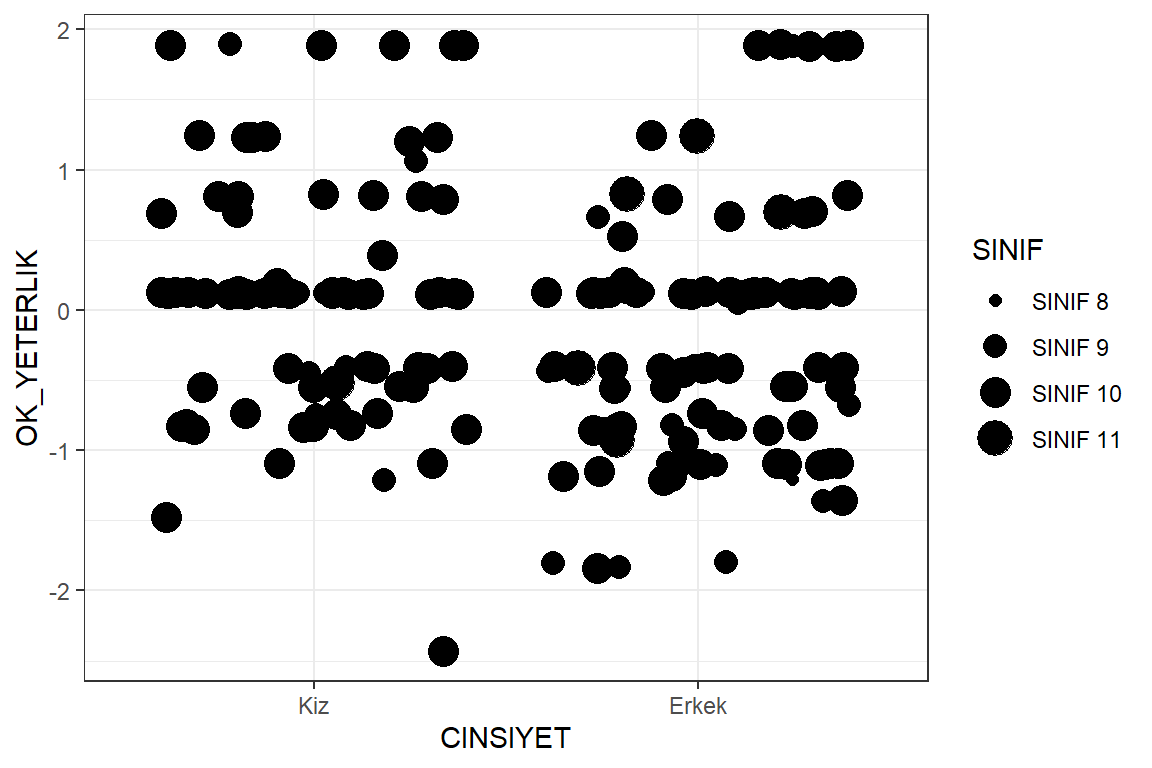 2
1
0
-1
-2
OK_YETERLIK
Kiz
Erkek
CINSIYET
SINIF
SINIF 8
SINIF 9
SINIF 10
SINIF 11